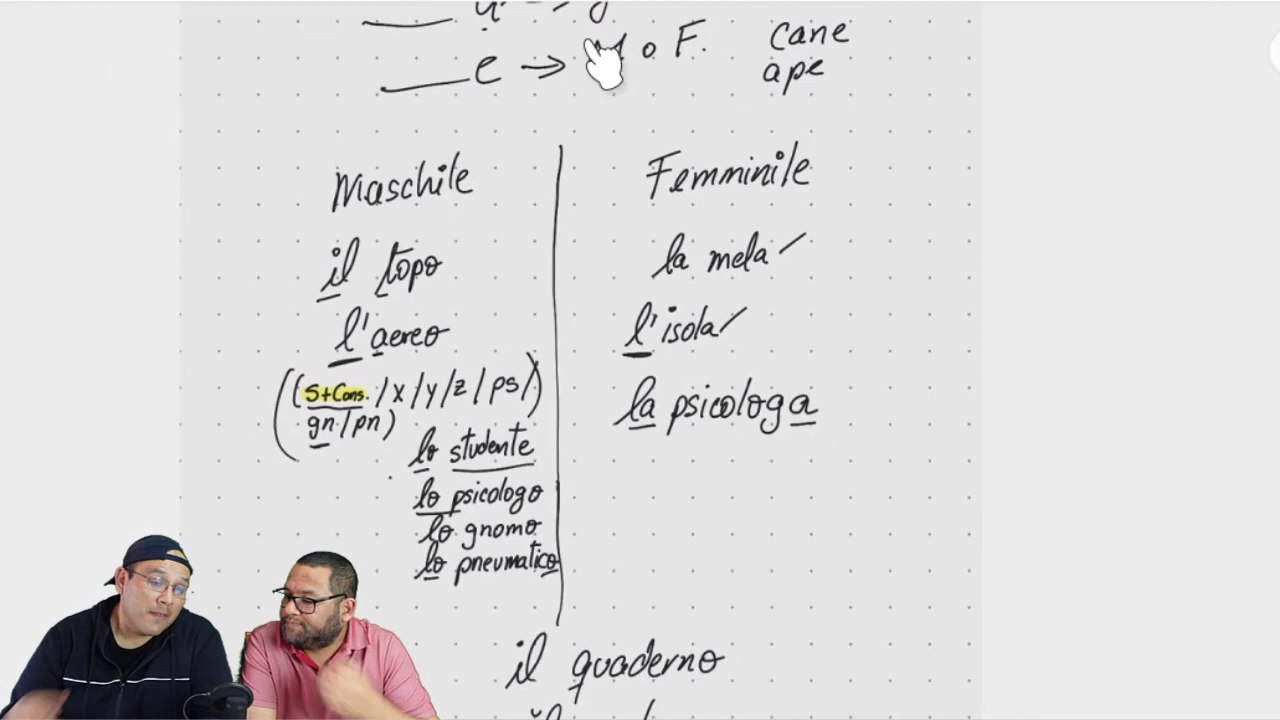 ___e → M o F. cane
ape
Maschile
Femminile
il topo
la mela
l'aereo
l'isola
((s+cons./x/y/z/ps/)
gn/pn)
la psicologa
lo studente
lo psicologo
lo gnomo
lo pneumatico
il quaderno